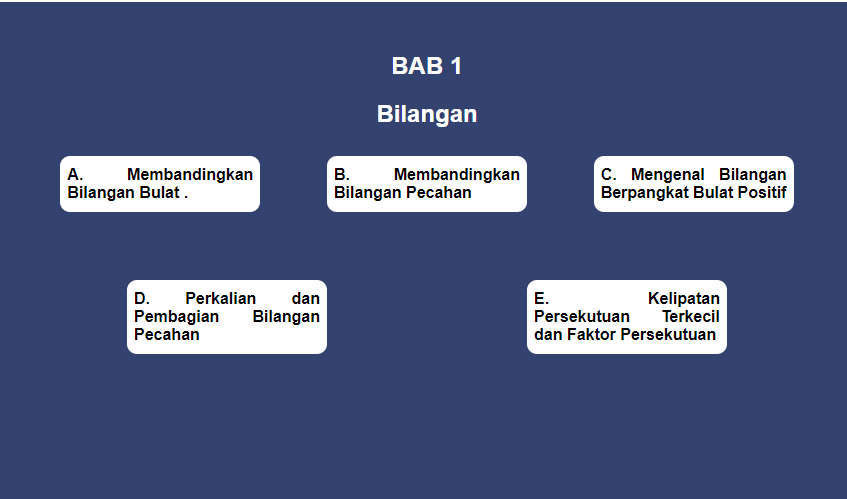 BAB 1
Bilangan
A. Membandingkan
Bilangan Bulat .
B. Membandingkan
Bilangan Pecahan
C. Mengenal Bilangan
Berpangkat Bulat Positif
D. Perkalian dan
Pembagian Bilangan
Pecahan
E. Kelipatan
Persekutuan Terkecil
dan Faktor Persekutuan